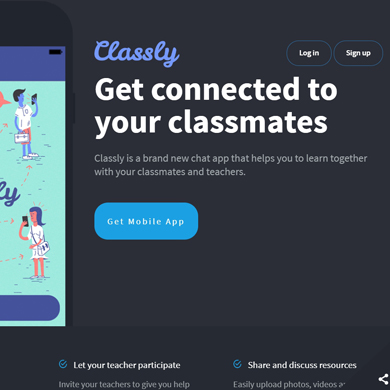 Classly
Log in
Sign up
Get connected to
your classmates
Classly is a brand new chat app that helps you to learn together
with your classmates and teachers.
Get Mobile App
Let your teacher participate
Share and discuss resources
Invite your teachers to give you help
Easily upload photos, videos